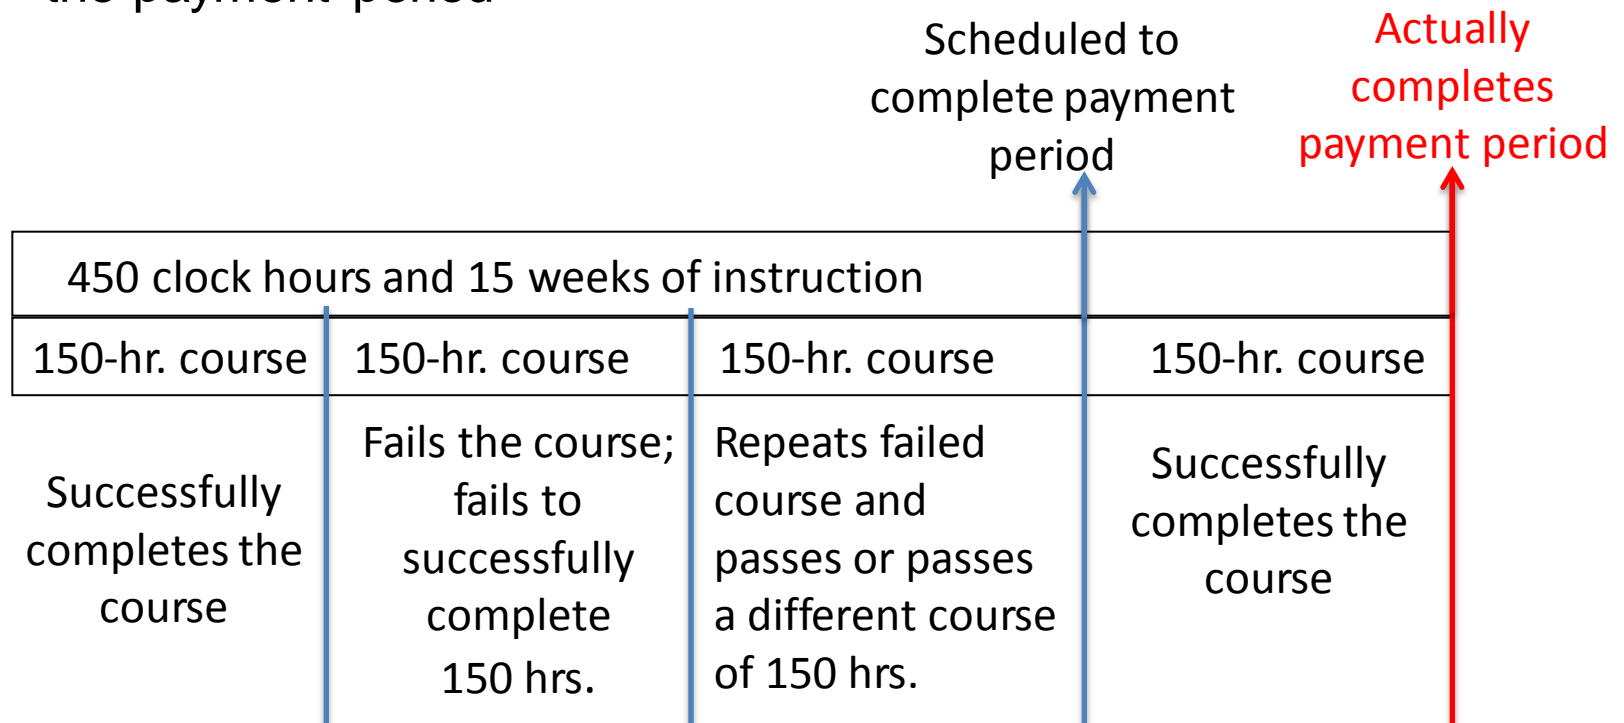 the payment period
Scheduled to
complete payment
period
Actually
completes
payment period
450 clock hours and 15 weeks of instruction
150-hr. course
150-hr. course
150-hr. course
150-hr. course
Successfully
completes the
course
Fails the course;
fails to
successfully
complete
150 hrs.
Repeats failed
course and
passes or passes
a different course
of 150 hrs.
Successfully
completes the
course